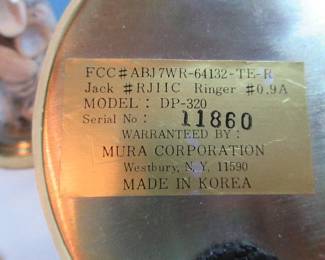 FCC#ABJ7WR-64132-TE-R
Jack #RJ11C Ringer #0.9A
MODEL: DP-320
Serial No: 11860
WARRANTEED BY:
MURA CORPORATION
Westbury, N,Y, 11590
MADE IN KOREA